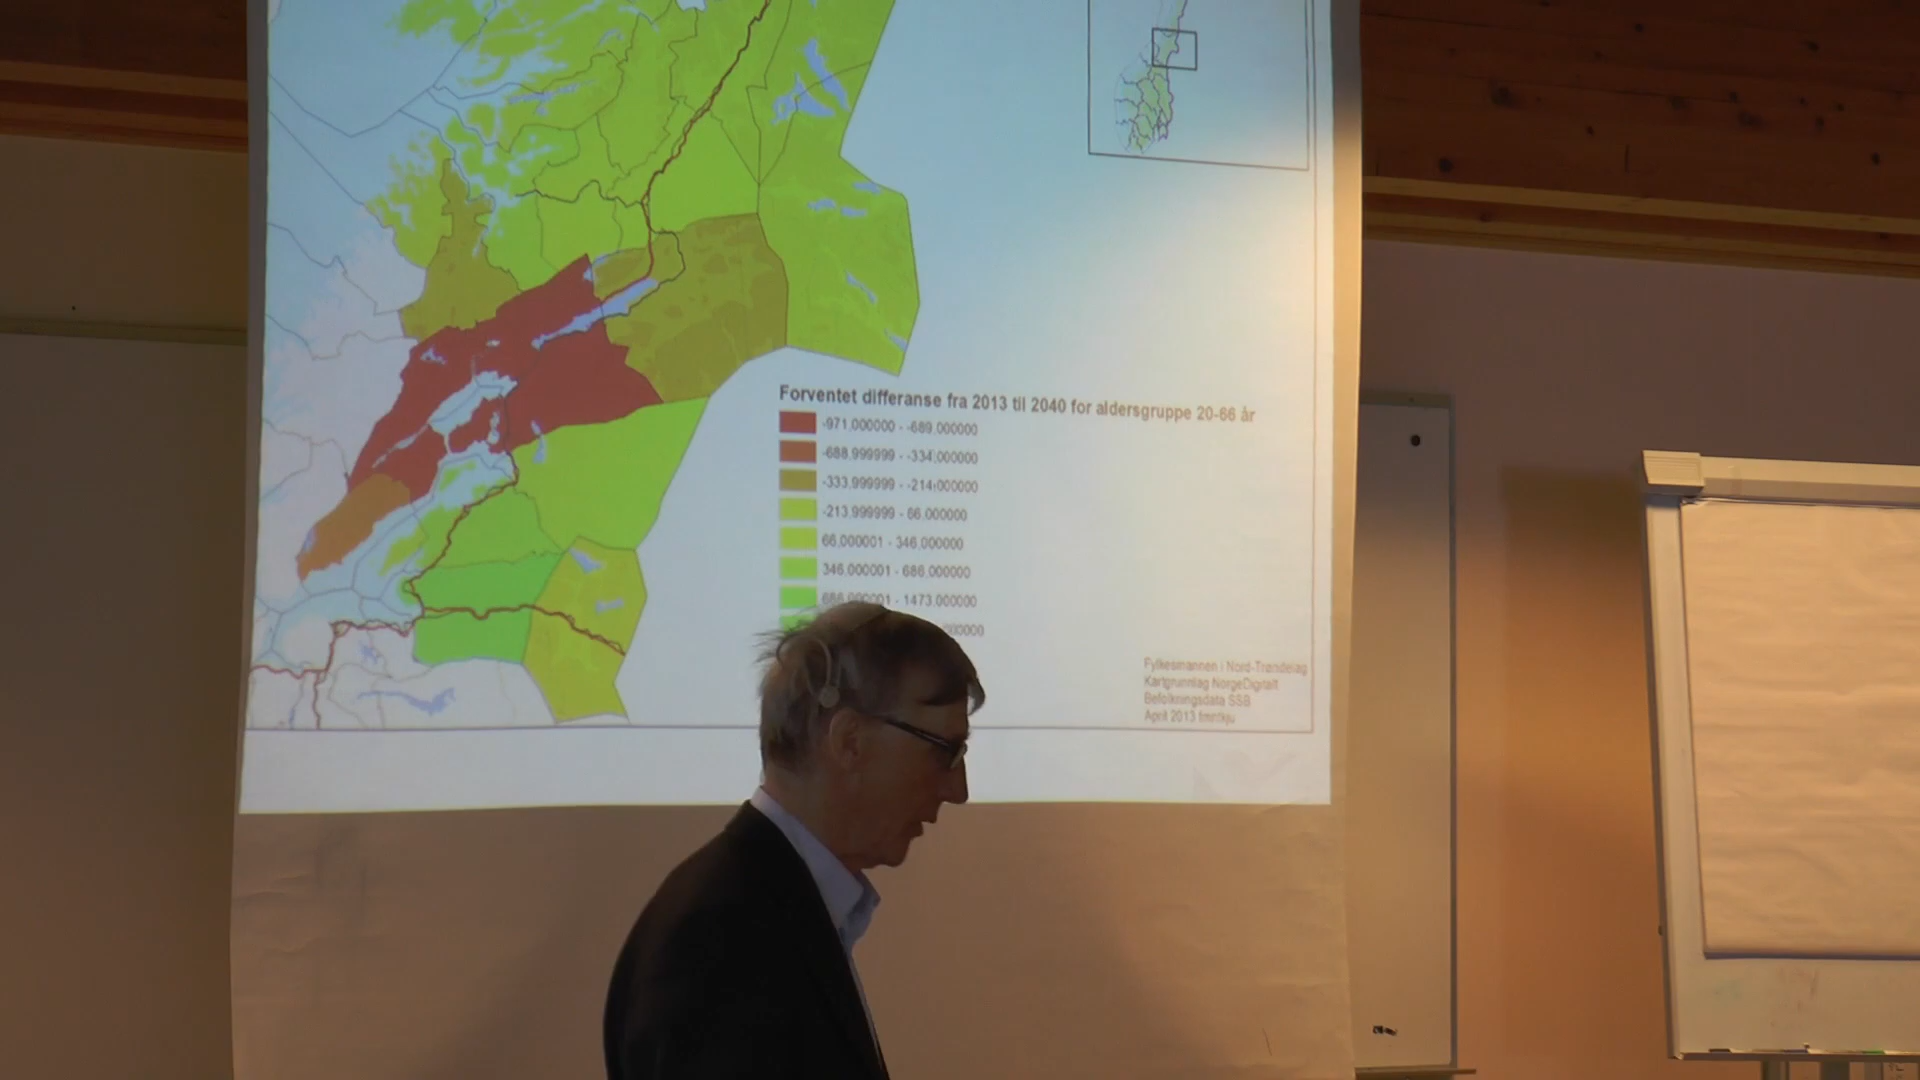 Forventet differanse fra 2013 til 2040 for aldersgruppe 20-66 år
-971.000000 - -689.000000
-688.999999 - -334.000000
-333.999999 - -214.000000
-213.999999 - 66.000000
66.000001 - 346.000000
346.000001 - 686.000000
686.000001 - 1473.000000
Fylkesmannen i Nord-Trøndelag
Kartgrunnlag NorgeDigitalt
Befolkningsdata SSB
April 2013